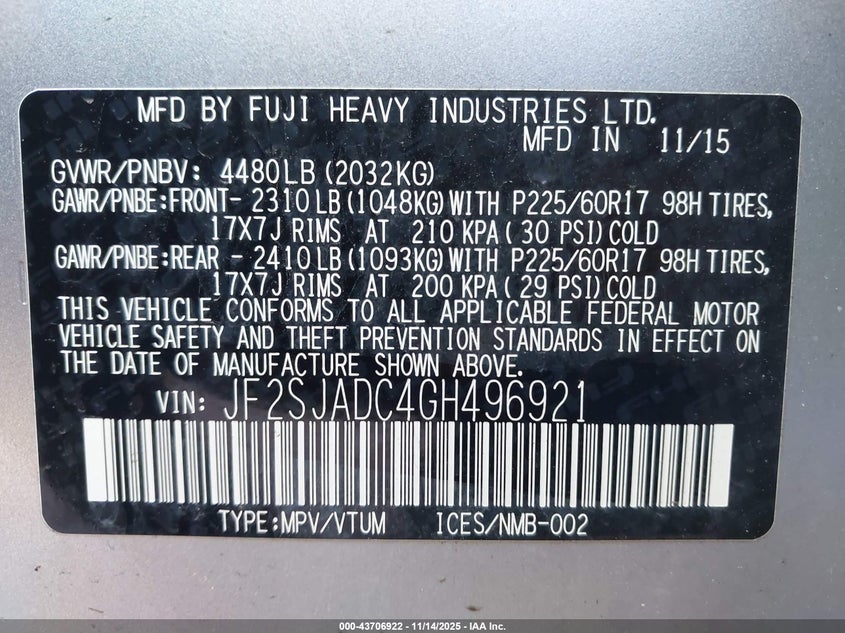 MFD BY FUJI HEAVY INDUSTRIES LTD.
MFD IN 11/15
GVWR/PNBV: 4480LB (2032KG)
GAWR/PNBE:FRONT- 2310LB (1048KG) WITH P225/60R17 98H TIRES,
17X7J RIMS AT 210 KPA ( 30 PSI) COLD
GAWR/PNBE:REAR - 2410LB (1093KG) WITH P225/60R17 98H TIRES,
17X7J RIMS AT 200 KPA (29 PSI) COLD
THIS VEHICLE CONFORMS TO ALL APPLICABLE FEDERAL MOTOR
VEHICLE SAFETY AND THEFT PREVENTION STANDARDS IN EFFECT ON
THE DATE OF MANUFACTURE SHOWN ABOVE.
VIN: JF2SJADC4GH496921
TYPE:MPV/VTUM ICES/NMB-002
000-43706922 - 11/14/2025 - IAA Inc.